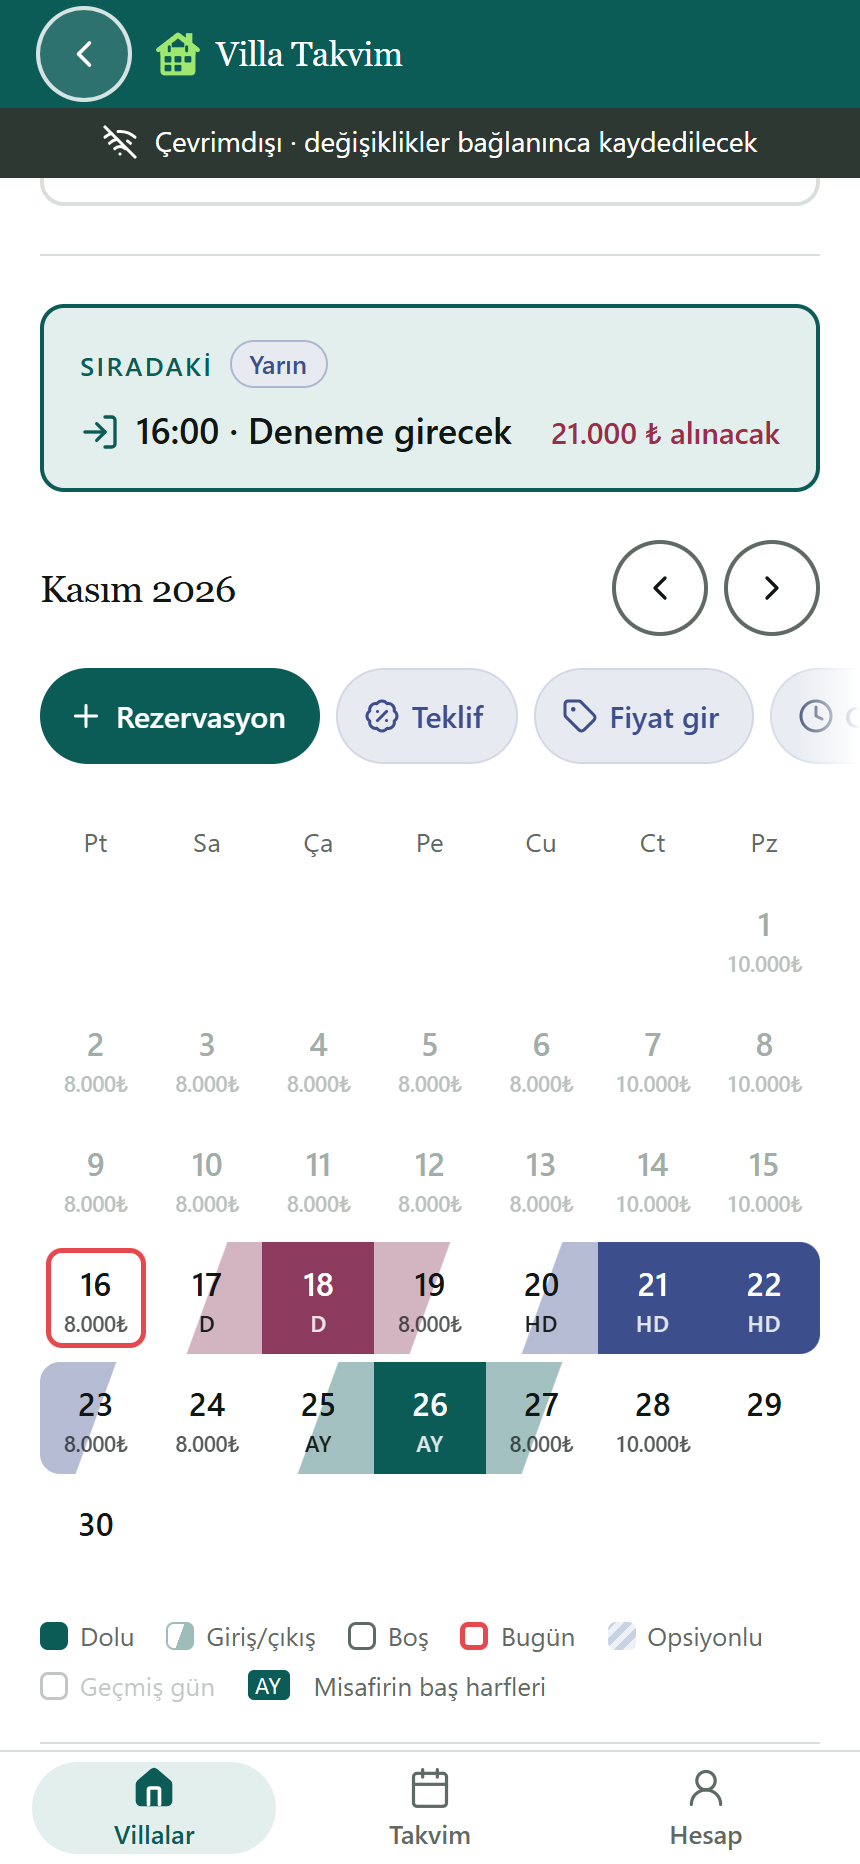 Villa Takvim
Çevrimdışı · değişiklikler bağlanınca kaydedilecek
SIRADAKİ Yarın
16:00 · Deneme girecek 21.000 ₺ alınacak
Kasım 2026
Rezervasyon Teklif Fiyat gir
Pt Sa Ça Pe Cu Ct Pz
1
10.000₺
2 3 4 5 6 7 8
8.000₺ 8.000₺ 8.000₺ 8.000₺ 8.000₺ 10.000₺ 10.000₺
9 10 11 12 13 14 15
8.000₺ 8.000₺ 8.000₺ 8.000₺ 8.000₺ 10.000₺ 10.000₺
16 17 18 19 20 21 22
8.000₺ D D 8.000₺ HD HD HD
23 24 25 26 27 28 29
8.000₺ 8.000₺ AY AY 8.000₺ 10.000₺
30
Dolu Giriş/çıkış Boş Bugün Opsiyonlu
Geçmiş gün AY Misafirin baş harfleri
Villalar Takvim Hesap